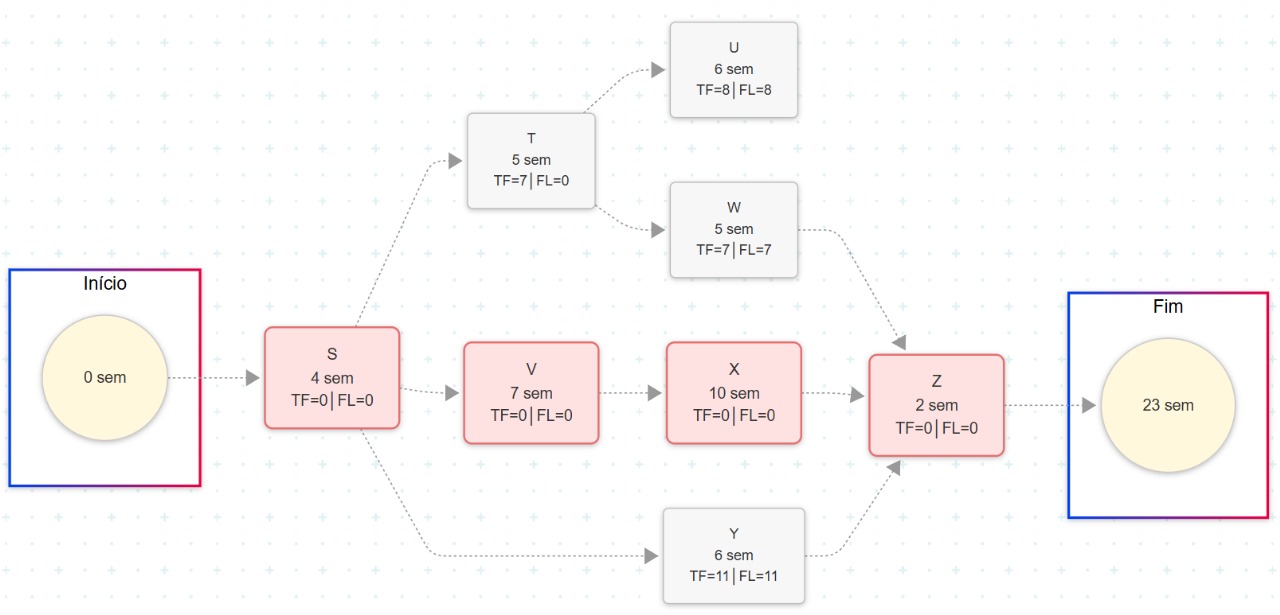 Início
0 sem
S
4 sem
TF=0|FL=0
T
5 sem
TF=7|FL=0
U
6 sem
TF=8|FL=8
W
5 sem
TF=7|FL=7
V
7 sem
TF=0|FL=0
X
10 sem
TF=0|FL=0
Y
6 sem
TF=11|FL=11
Z
2 sem
TF=0|FL=0
Fim
23 sem